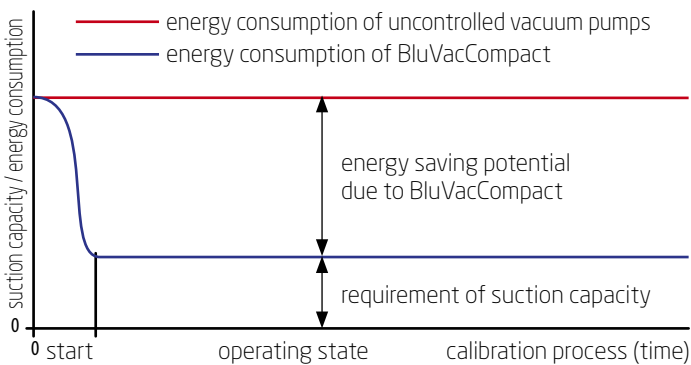 energy consumption of uncontrolled vacuum pumps
energy consumption of BluVacCompact
suction capacity / energy consumption
energy saving potential
due to BluVacCompact
requirement of suction capacity
0
0 start operating state calibration process (time)